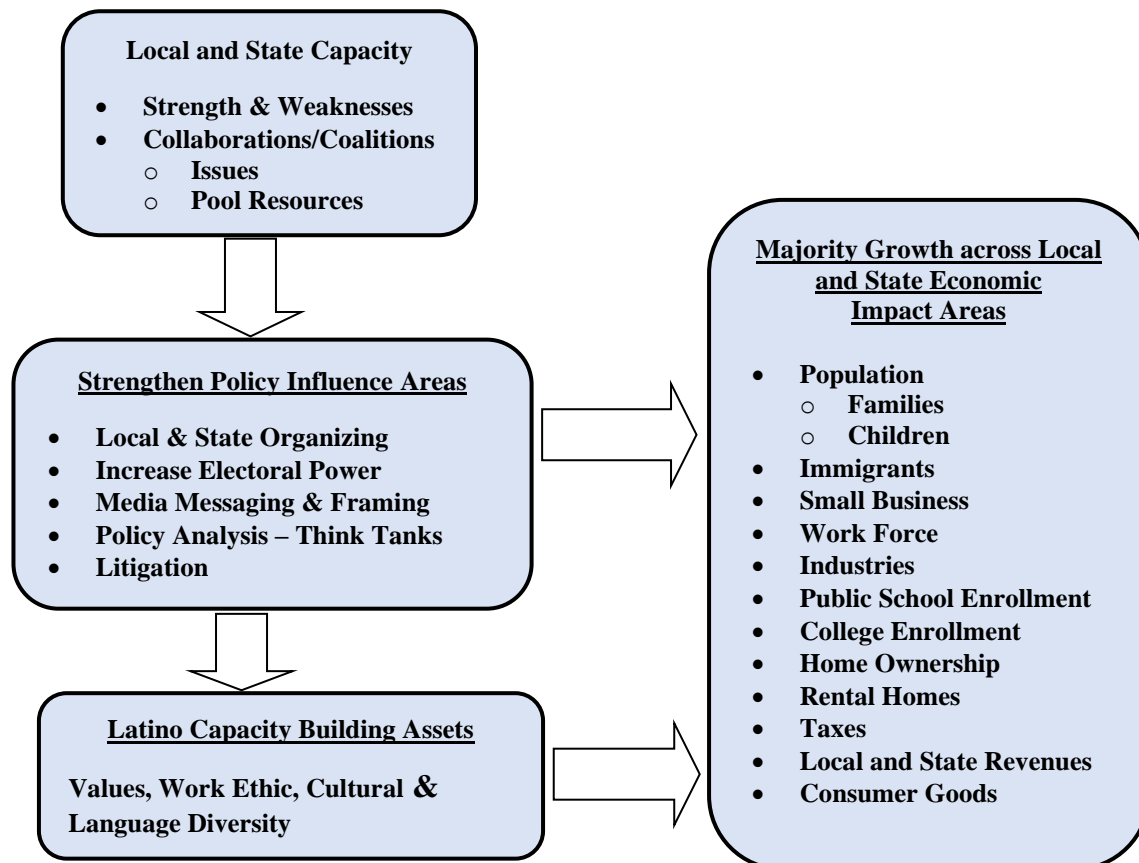 Local and State Capacity
• Strength & Weaknesses
• Collaborations/Coalitions
o Issues
o Pool Resources
Strengthen Policy Influence Areas
• Local & State Organizing
• Increase Electoral Power
• Media Messaging & Framing
• Policy Analysis – Think Tanks
• Litigation
Latino Capacity Building Assets
Values, Work Ethic, Cultural &
Language Diversity
Majority Growth across Local
and State Economic
Impact Areas
• Population
o Families
o Children
• Immigrants
• Small Business
• Work Force
• Industries
• Public School Enrollment
• College Enrollment
• Home Ownership
• Rental Homes
• Taxes
• Local and State Revenues
• Consumer Goods